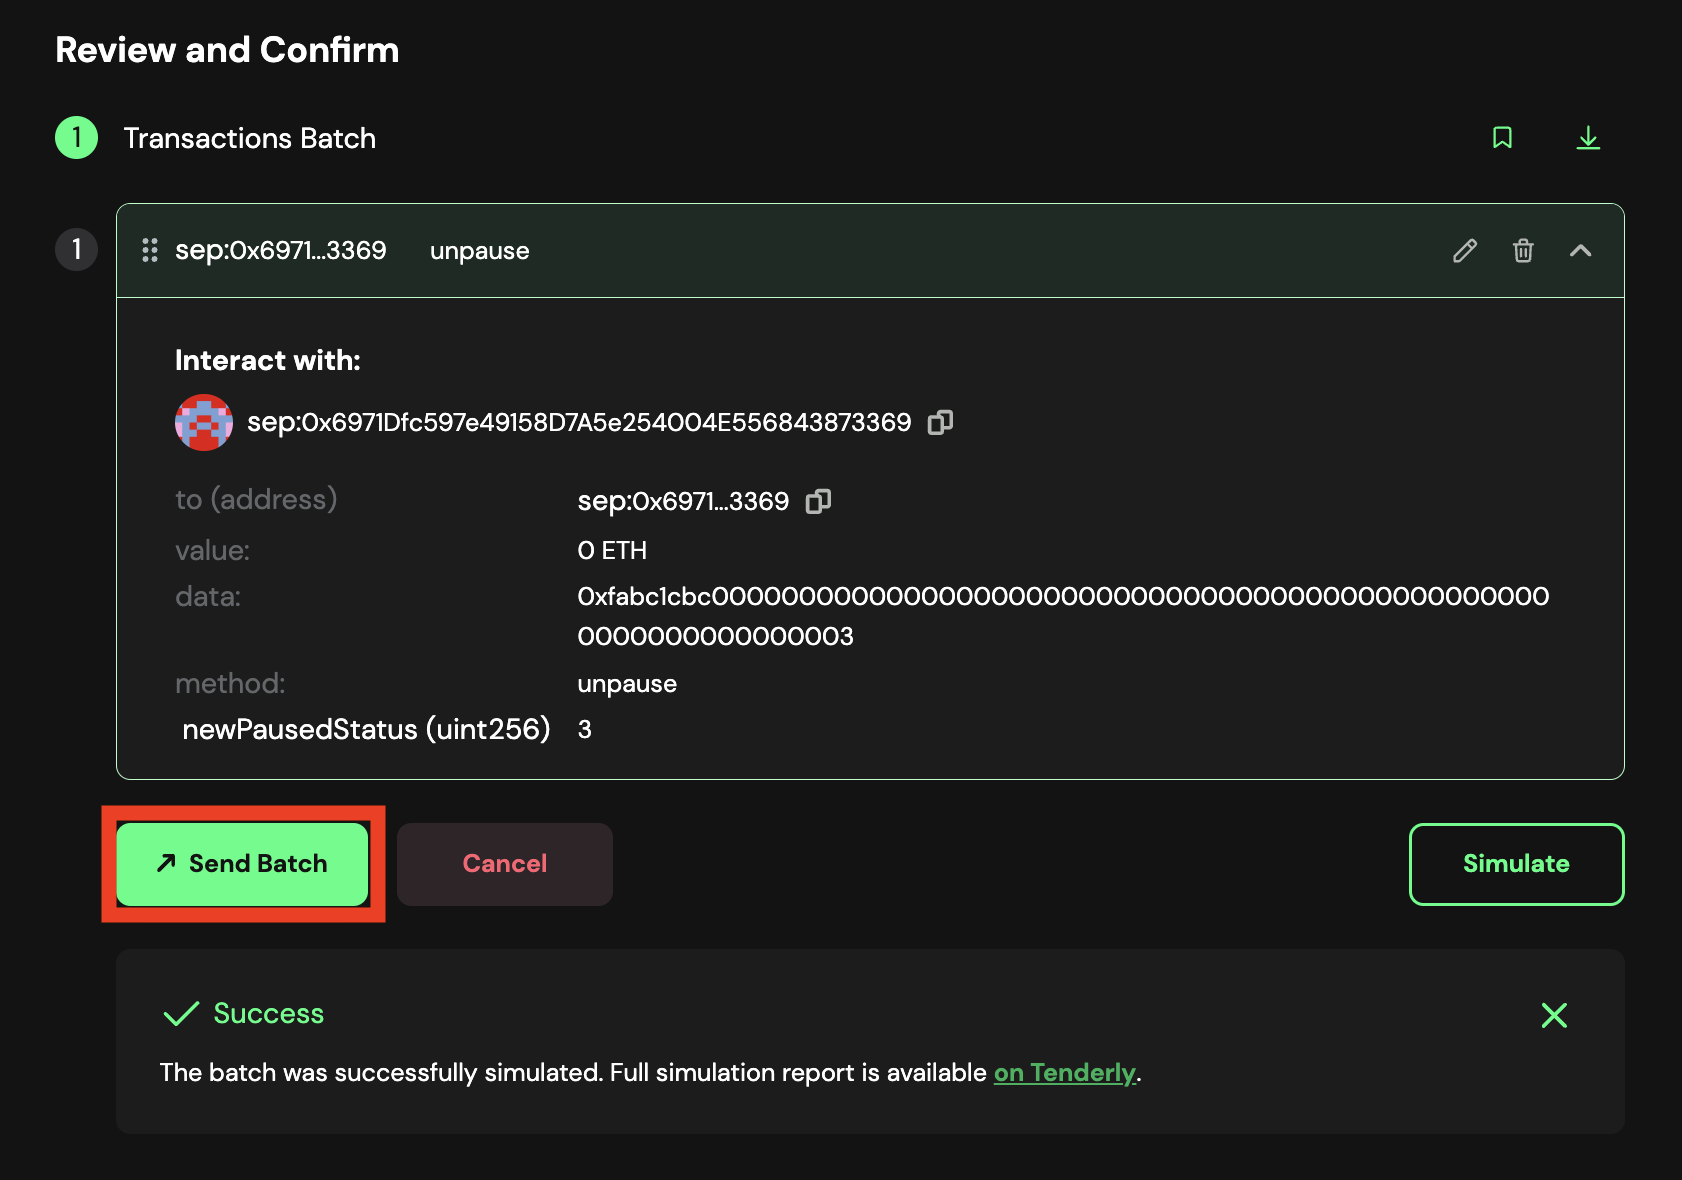 Review and Confirm
1 Transactions Batch
1 sep:0x6971...3369 unpause
Interact with:
sep:0x6971Dfc597e49158D7A5e254004E556843873369
to (address) sep:0x6971...3369
value: 0 ETH
data: 0xfabc1cbc000000000000000000000000000000000000000000000000
0000000000000003
method: unpause
newPausedStatus (uint256) 3
Send Batch Cancel Simulate
Success
The batch was successfully simulated. Full simulation report is available on Tenderly.